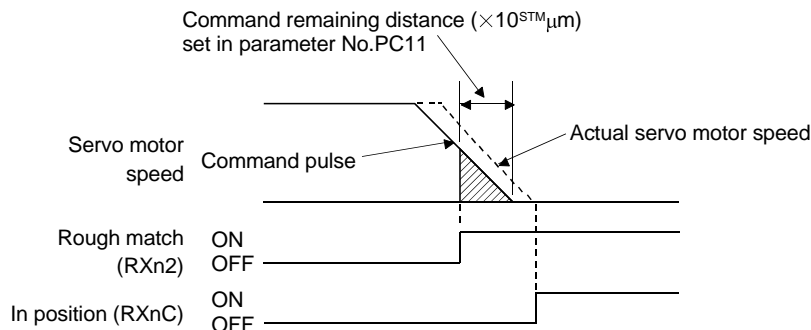 Command remaining distance (×10ˢᵀᴹμm)
set in parameter No.PC11
Actual servo motor speed
Servo motor
speed
Command pulse
Rough match
(RXn2)
ON
OFF
In position (RXnC)
ON
OFF